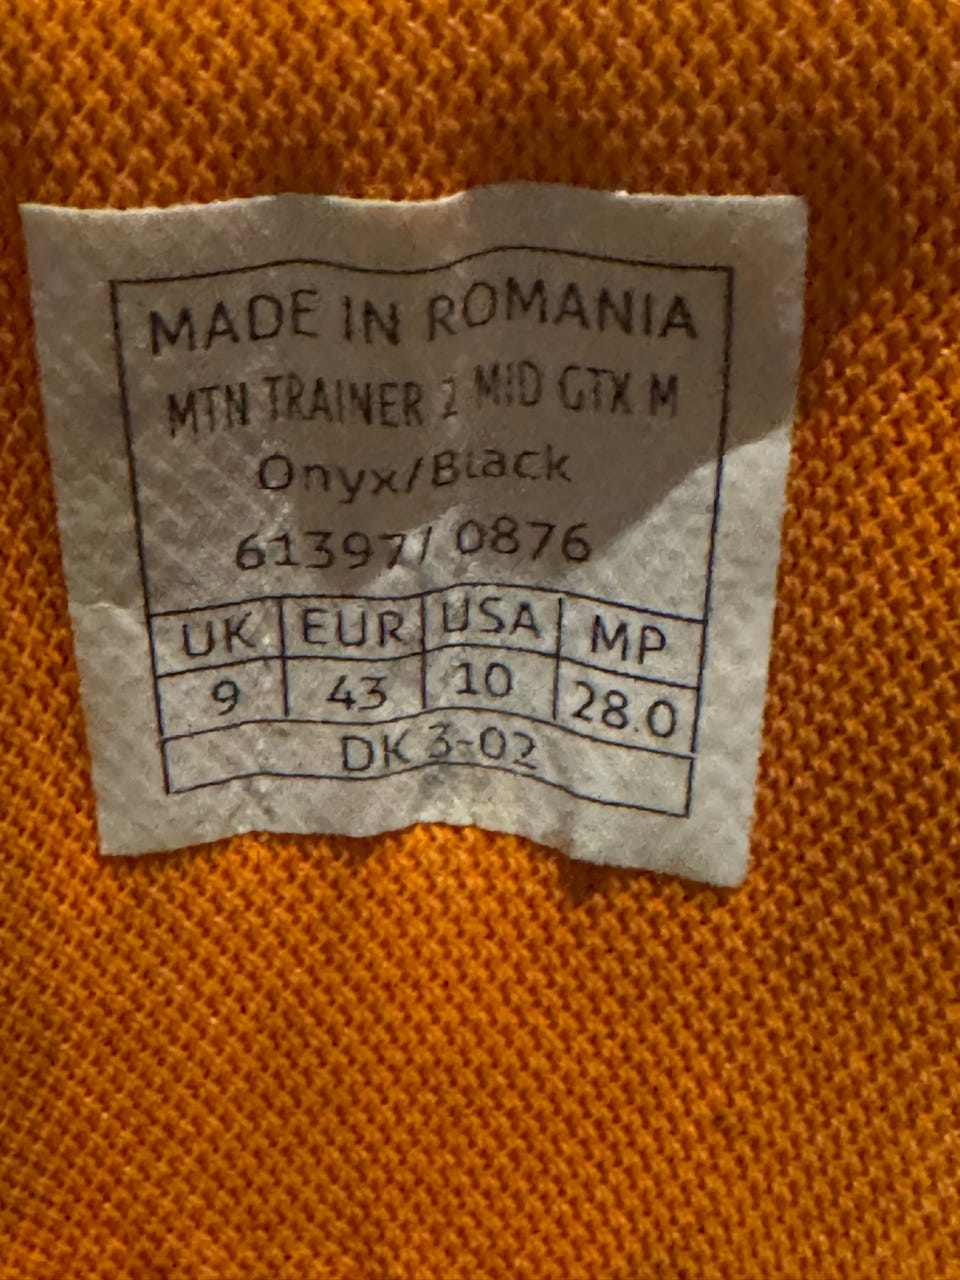 MADE IN ROMANIA
MTN TRAINER 2 MID GTX M
Onyx/Black
61397/ 0876
UK EUR USA MP
9 43 10 28.0
DK 3-02